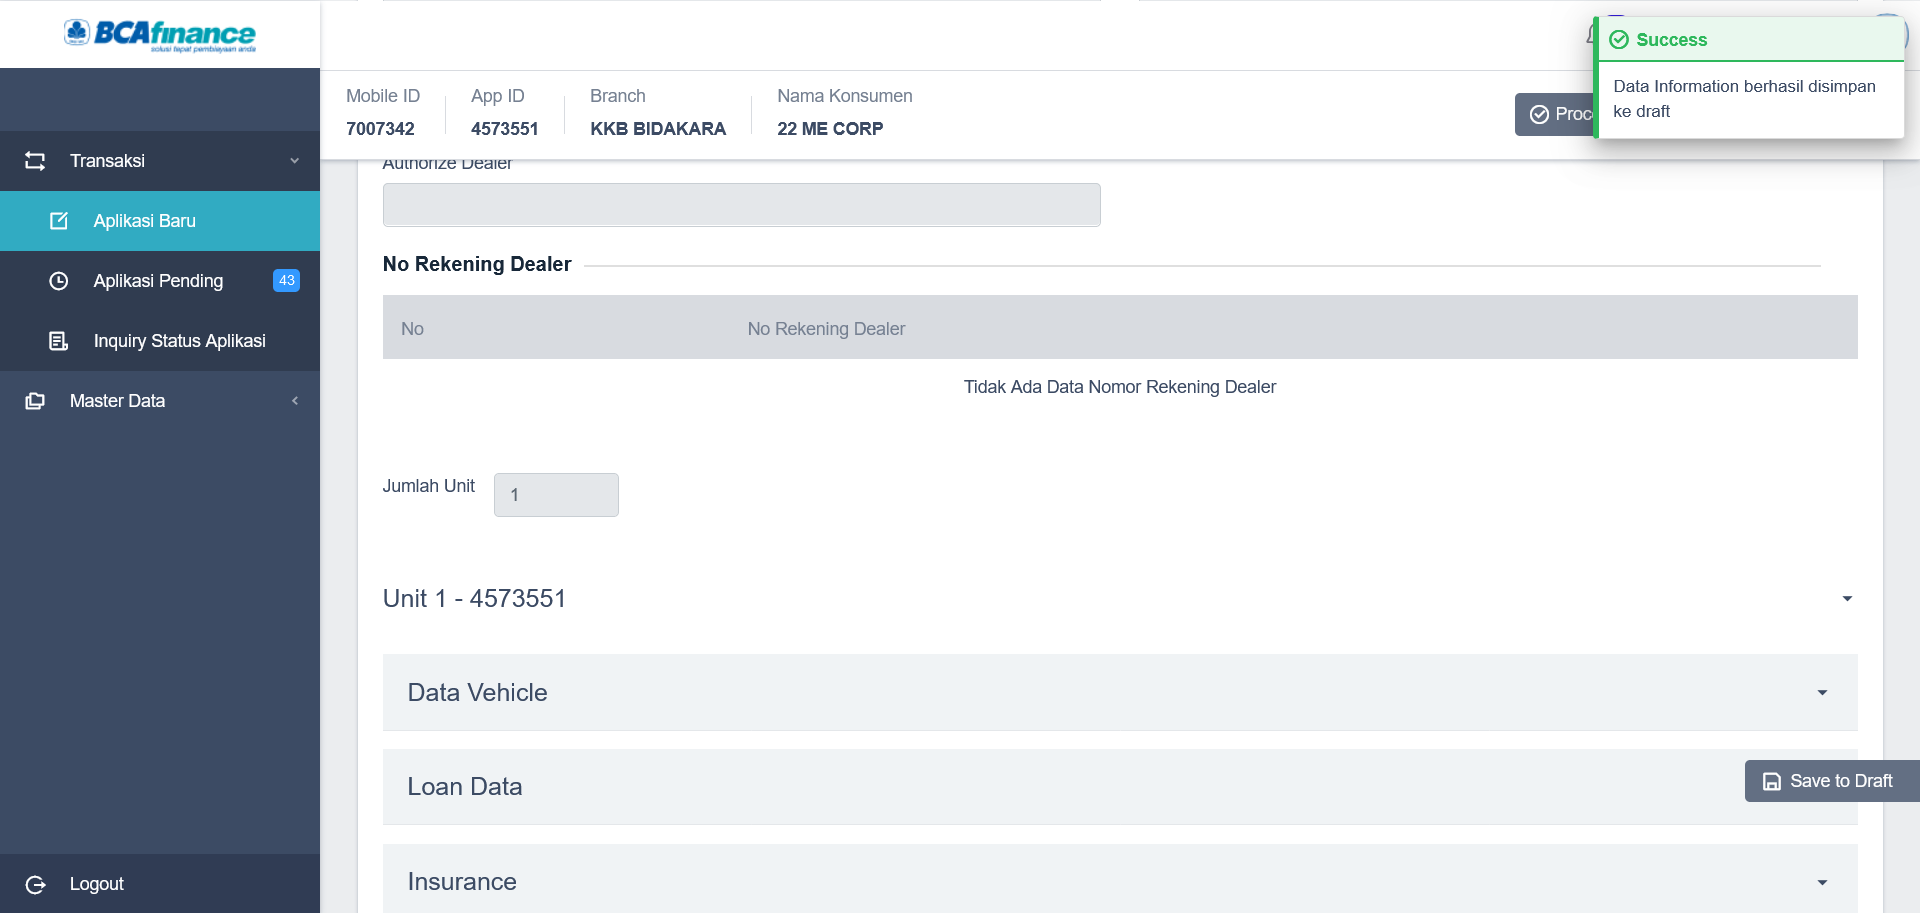 BCAfinance
solusi tepat pembiayaan anda
Success
Data Information berhasil disimpan
ke draft
Mobile ID
7007342
App ID
4573551
Branch
KKB BIDAKARA
Nama Konsumen
22 ME CORP
Transaksi
Aplikasi Baru
Aplikasi Pending
43
Inquiry Status Aplikasi
Master Data
Logout
Authorize Dealer
No Rekening Dealer
No
No Rekening Dealer
Tidak Ada Data Nomor Rekening Dealer
Jumlah Unit
1
Unit 1 - 4573551
Data Vehicle
Loan Data
Save to Draft
Insurance